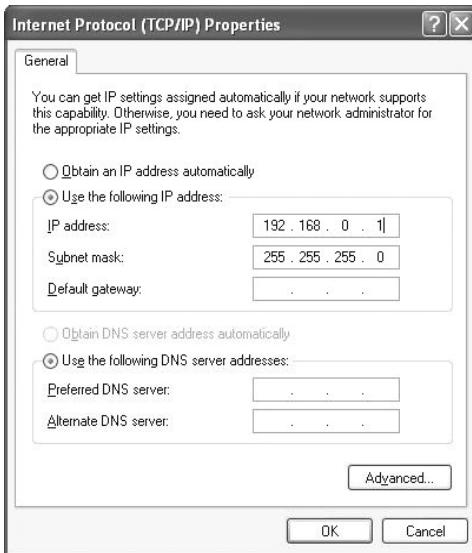 Internet Protocol (TCP/IP) Properties
General
You can get IP settings assigned automatically if your network supports
this capability. Otherwise, you need to ask your network administrator for
the appropriate IP settings.
Obtain an IP address automatically
Use the following IP address:
IP address: 192 . 168 . 0 . 1
Subnet mask: 255 . 255 . 255 . 0
Default gateway: . . .
Obtain DNS server address automatically
Use the following DNS server addresses:
Preferred DNS server: . . .
Alternate DNS server: . . .
Advanced...
OK Cancel